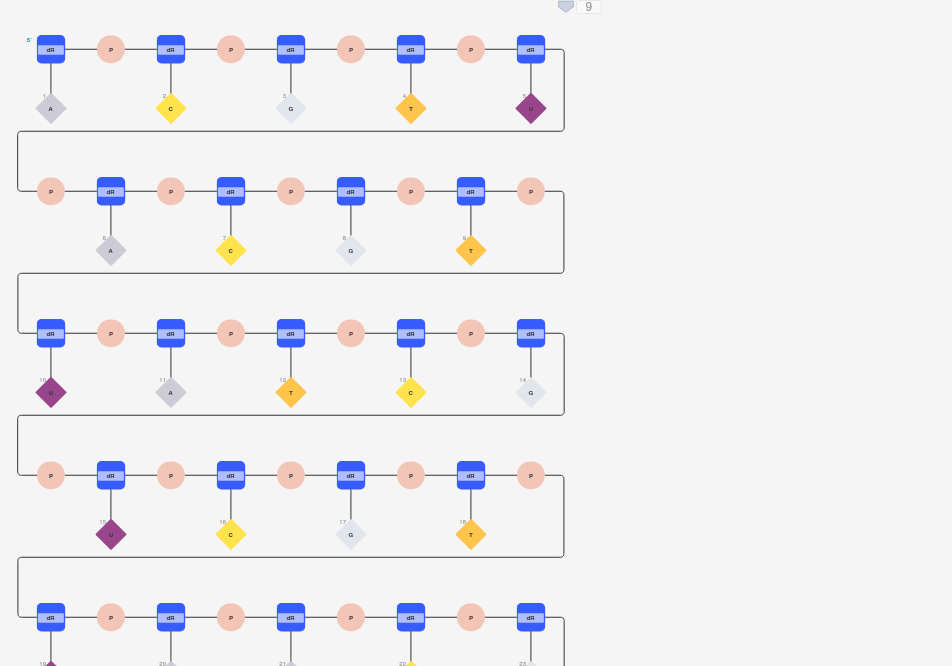 9
5' dR P dR P dR P dR P dR
1 2 3 4 5
A C G T U
P dR P dR P dR P dR P
6 7 8 9
A C G T
dR P dR P dR P dR P dR
10 11 12 13 14
U A T C G
P dR P dR P dR P dR P
15 16 17 18
U C G T
dR P dR P dR P dR P dR
19 20 21 22 23